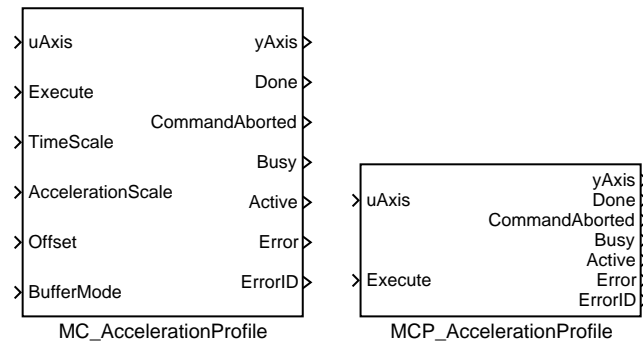 uAxis
Execute
TimeScale
AccelerationScale
Offset
BufferMode
yAxis
Done
CommandAborted
Busy
Active
Error
ErrorID
MC_AccelerationProfile
uAxis
Execute
yAxis
Done
CommandAborted
Busy
Active
Error
ErrorID
MCP_AccelerationProfile